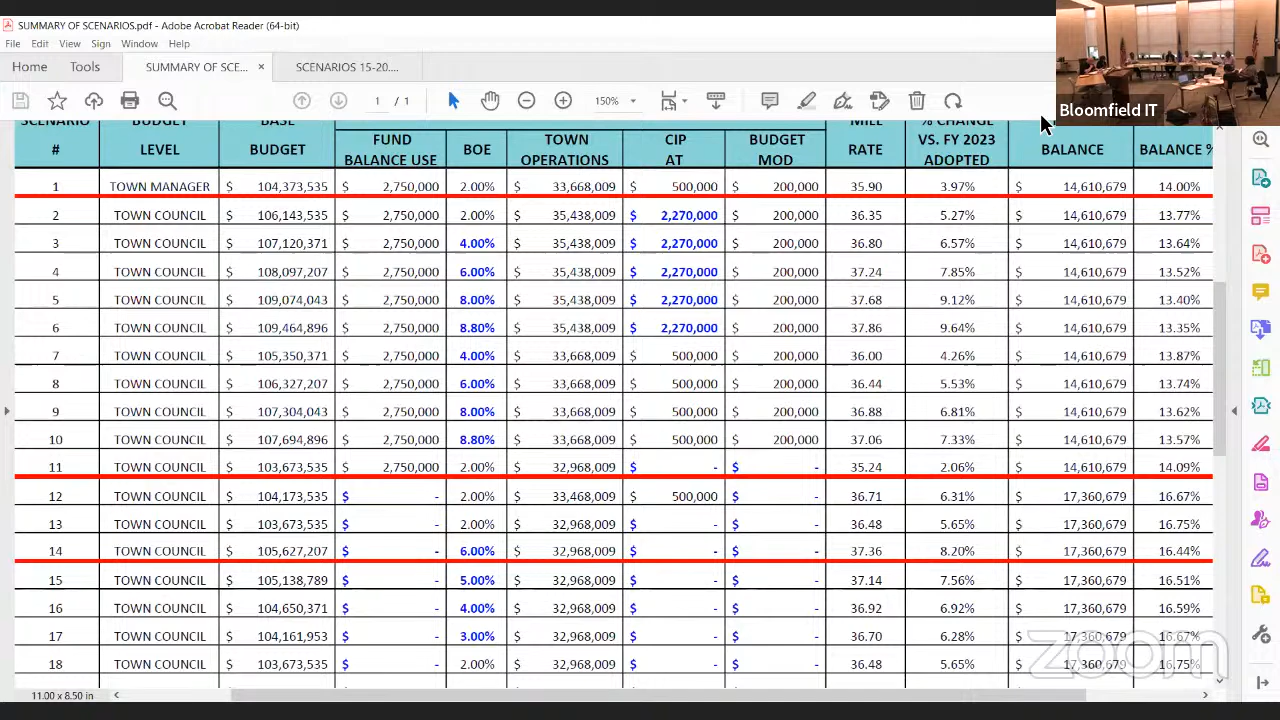 SUMMARY OF SCENARIOS.pdf - Adobe Acrobat Reader (64-bit)
File Edit View Sign Window Help
Home Tools SUMMARY OF SCE... × SCENARIOS 15-20....
1 / 1 150%
Bloomfield IT
SCENARIO BUDGET BASE MILL % CHANGE
# LEVEL BUDGET FUND BALANCE USE BOE TOWN OPERATIONS CIP AT BUDGET MOD RATE VS. FY 2023 ADOPTED BALANCE BALANCE %
1 TOWN MANAGER $ 104,373,535 $ 2,750,000 2.00% $ 33,668,009 $ 500,000 $ 200,000 35.90 3.97% $ 14,610,679 14.00%
2 TOWN COUNCIL $ 106,143,535 $ 2,750,000 2.00% $ 35,438,009 $ 2,270,000 $ 200,000 36.35 5.27% $ 14,610,679 13.77%
3 TOWN COUNCIL $ 107,120,371 $ 2,750,000 4.00% $ 35,438,009 $ 2,270,000 $ 200,000 36.80 6.57% $ 14,610,679 13.64%
4 TOWN COUNCIL $ 108,097,207 $ 2,750,000 6.00% $ 35,438,009 $ 2,270,000 $ 200,000 37.24 7.85% $ 14,610,679 13.52%
5 TOWN COUNCIL $ 109,074,043 $ 2,750,000 8.00% $ 35,438,009 $ 2,270,000 $ 200,000 37.68 9.12% $ 14,610,679 13.40%
6 TOWN COUNCIL $ 109,464,896 $ 2,750,000 8.80% $ 35,438,009 $ 2,270,000 $ 200,000 37.86 9.64% $ 14,610,679 13.35%
7 TOWN COUNCIL $ 105,350,371 $ 2,750,000 4.00% $ 33,668,009 $ 500,000 $ 200,000 36.00 4.26% $ 14,610,679 13.87%
8 TOWN COUNCIL $ 106,327,207 $ 2,750,000 6.00% $ 33,668,009 $ 500,000 $ 200,000 36.44 5.53% $ 14,610,679 13.74%
9 TOWN COUNCIL $ 107,304,043 $ 2,750,000 8.00% $ 33,668,009 $ 500,000 $ 200,000 36.88 6.81% $ 14,610,679 13.62%
10 TOWN COUNCIL $ 107,694,896 $ 2,750,000 8.80% $ 33,668,009 $ 500,000 $ 200,000 37.06 7.33% $ 14,610,679 13.57%
11 TOWN COUNCIL $ 103,673,535 $ 2,750,000 2.00% $ 32,968,009 $ - $ - 35.24 2.06% $ 14,610,679 14.09%
12 TOWN COUNCIL $ 104,173,535 $ - 2.00% $ 33,468,009 $ 500,000 $ - 36.71 6.31% $ 17,360,679 16.67%
13 TOWN COUNCIL $ 103,673,535 $ - 2.00% $ 32,968,009 $ - $ - 36.48 5.65% $ 17,360,679 16.75%
14 TOWN COUNCIL $ 105,627,207 $ - 6.00% $ 32,968,009 $ - $ - 37.36 8.20% $ 17,360,679 16.44%
15 TOWN COUNCIL $ 105,138,789 $ - 5.00% $ 32,968,009 $ - $ - 37.14 7.56% $ 17,360,679 16.51%
16 TOWN COUNCIL $ 104,650,371 $ - 4.00% $ 32,968,009 $ - $ - 36.92 6.92% $ 17,360,679 16.59%
17 TOWN COUNCIL $ 104,161,953 $ - 3.00% $ 32,968,009 $ - $ - 36.70 6.28% $ 17,360,679 16.67%
18 TOWN COUNCIL $ 103,673,535 $ - 2.00% $ 32,968,009 $ - $ - 36.48 5.65% $ 17,360,679 16.75%
zoom
11.00 x 8.50 in